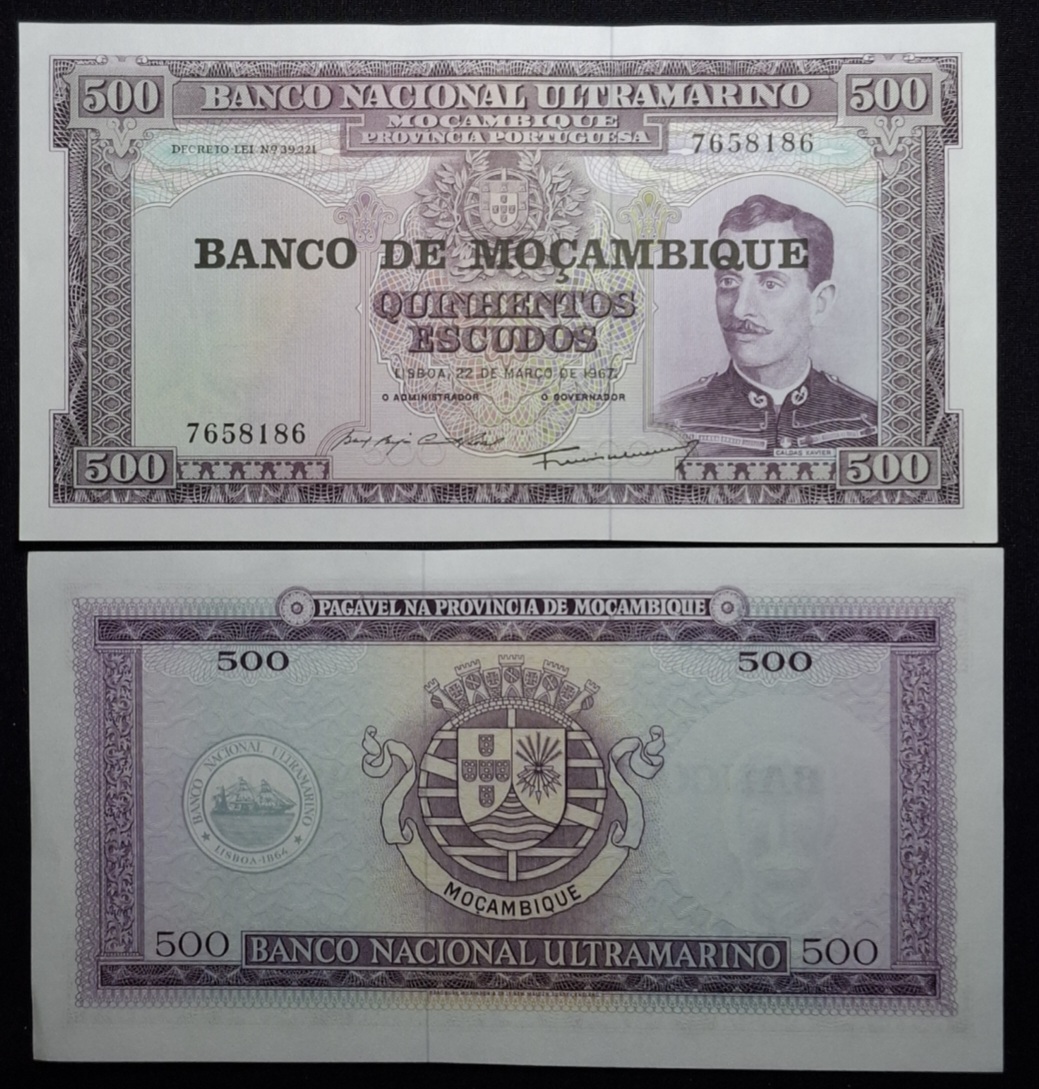 500 BANCO NACIONAL ULTRAMARINO 500
MOÇAMBIQUE
PROVÍNCIA PORTUGUESA
DECRETO-LEI Nº 39.221
7658186
BANCO DE MOÇAMBIQUE
QUINHENTOS
ESCUDOS
LISBOA, 22 DE MARÇO DE 1967
O ADMINISTRADOR
O GOVERNADOR
7658186
CALDAS XAVIER
500
500
PAGÁVEL NA PROVINCIA DE MOÇAMBIQUE
500
500
BANCO NACIONAL ULTRAMARINO
LISBOA-1864
MOÇAMBIQUE
500 BANCO NACIONAL ULTRAMARINO 500